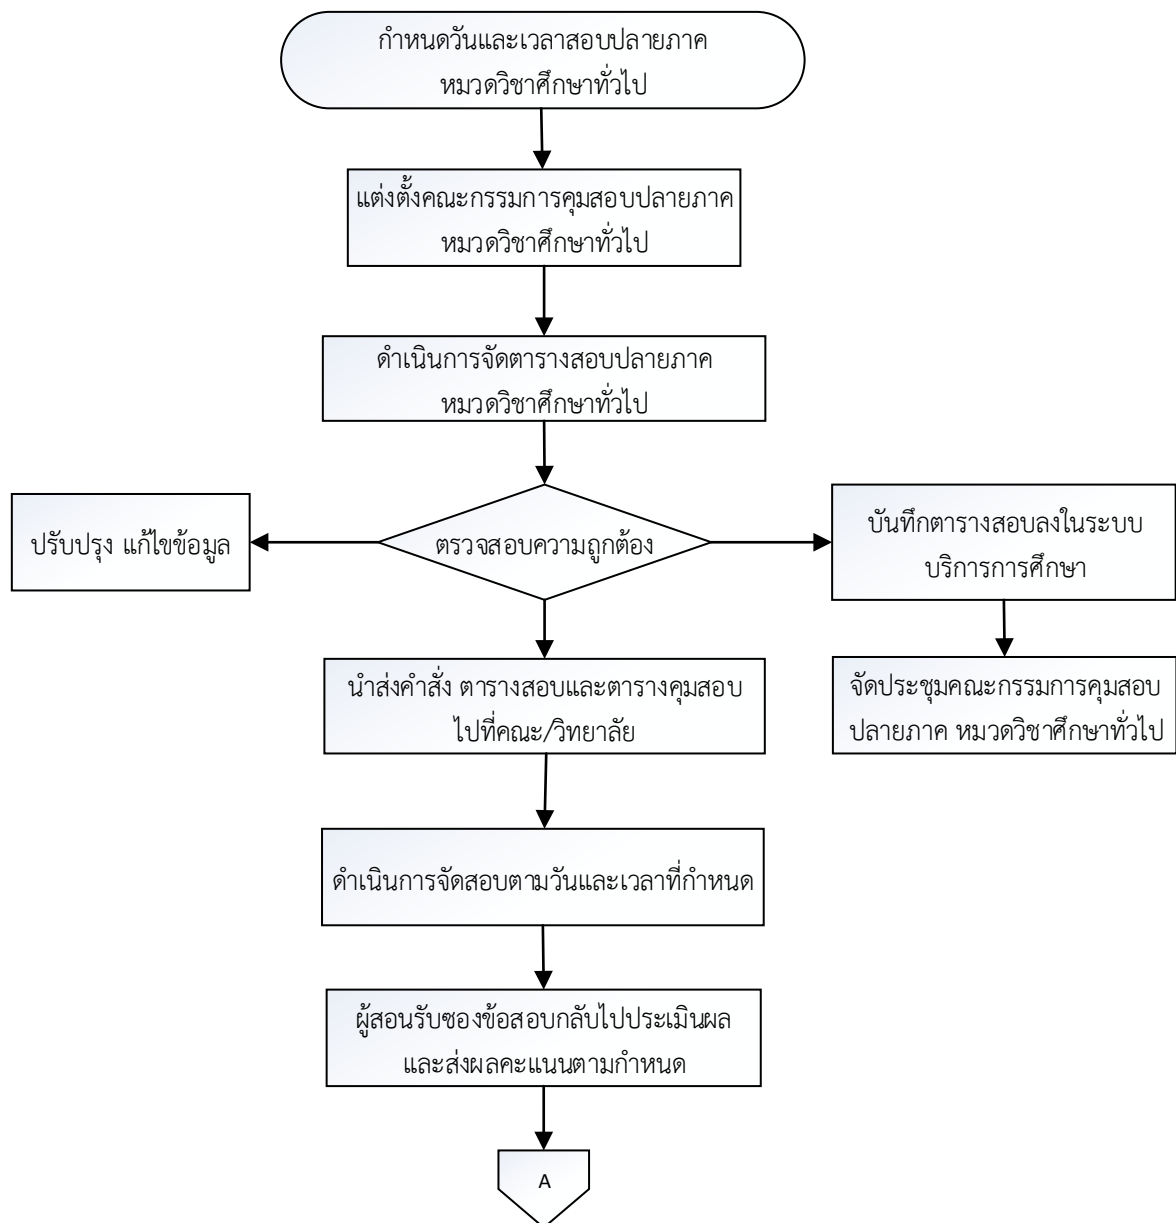 กำหนดวันและเวลาสอบปลายภาค
หมวดวิชาศึกษาทั่วไป
แต่งตั้งคณะกรรมการคุมสอบปลายภาค
หมวดวิชาศึกษาทั่วไป
ดำเนินการจัดตารางสอบปลายภาค
หมวดวิชาศึกษาทั่วไป
ปรับปรุง แก้ไขข้อมูล
ตรวจสอบความถูกต้อง
บันทึกตารางสอบลงในระบบ
บริการการศึกษา
นำส่งคำสั่ง ตารางสอบและตารางคุมสอบ
ไปที่คณะ/วิทยาลัย
จัดประชุมคณะกรรมการคุมสอบ
ปลายภาค หมวดวิชาศึกษาทั่วไป
ดำเนินการจัดสอบตามวันและเวลาที่กำหนด
ผู้สอนรับซองข้อสอบกลับไปประเมินผล
และส่งผลคะแนนตามกำหนด
A